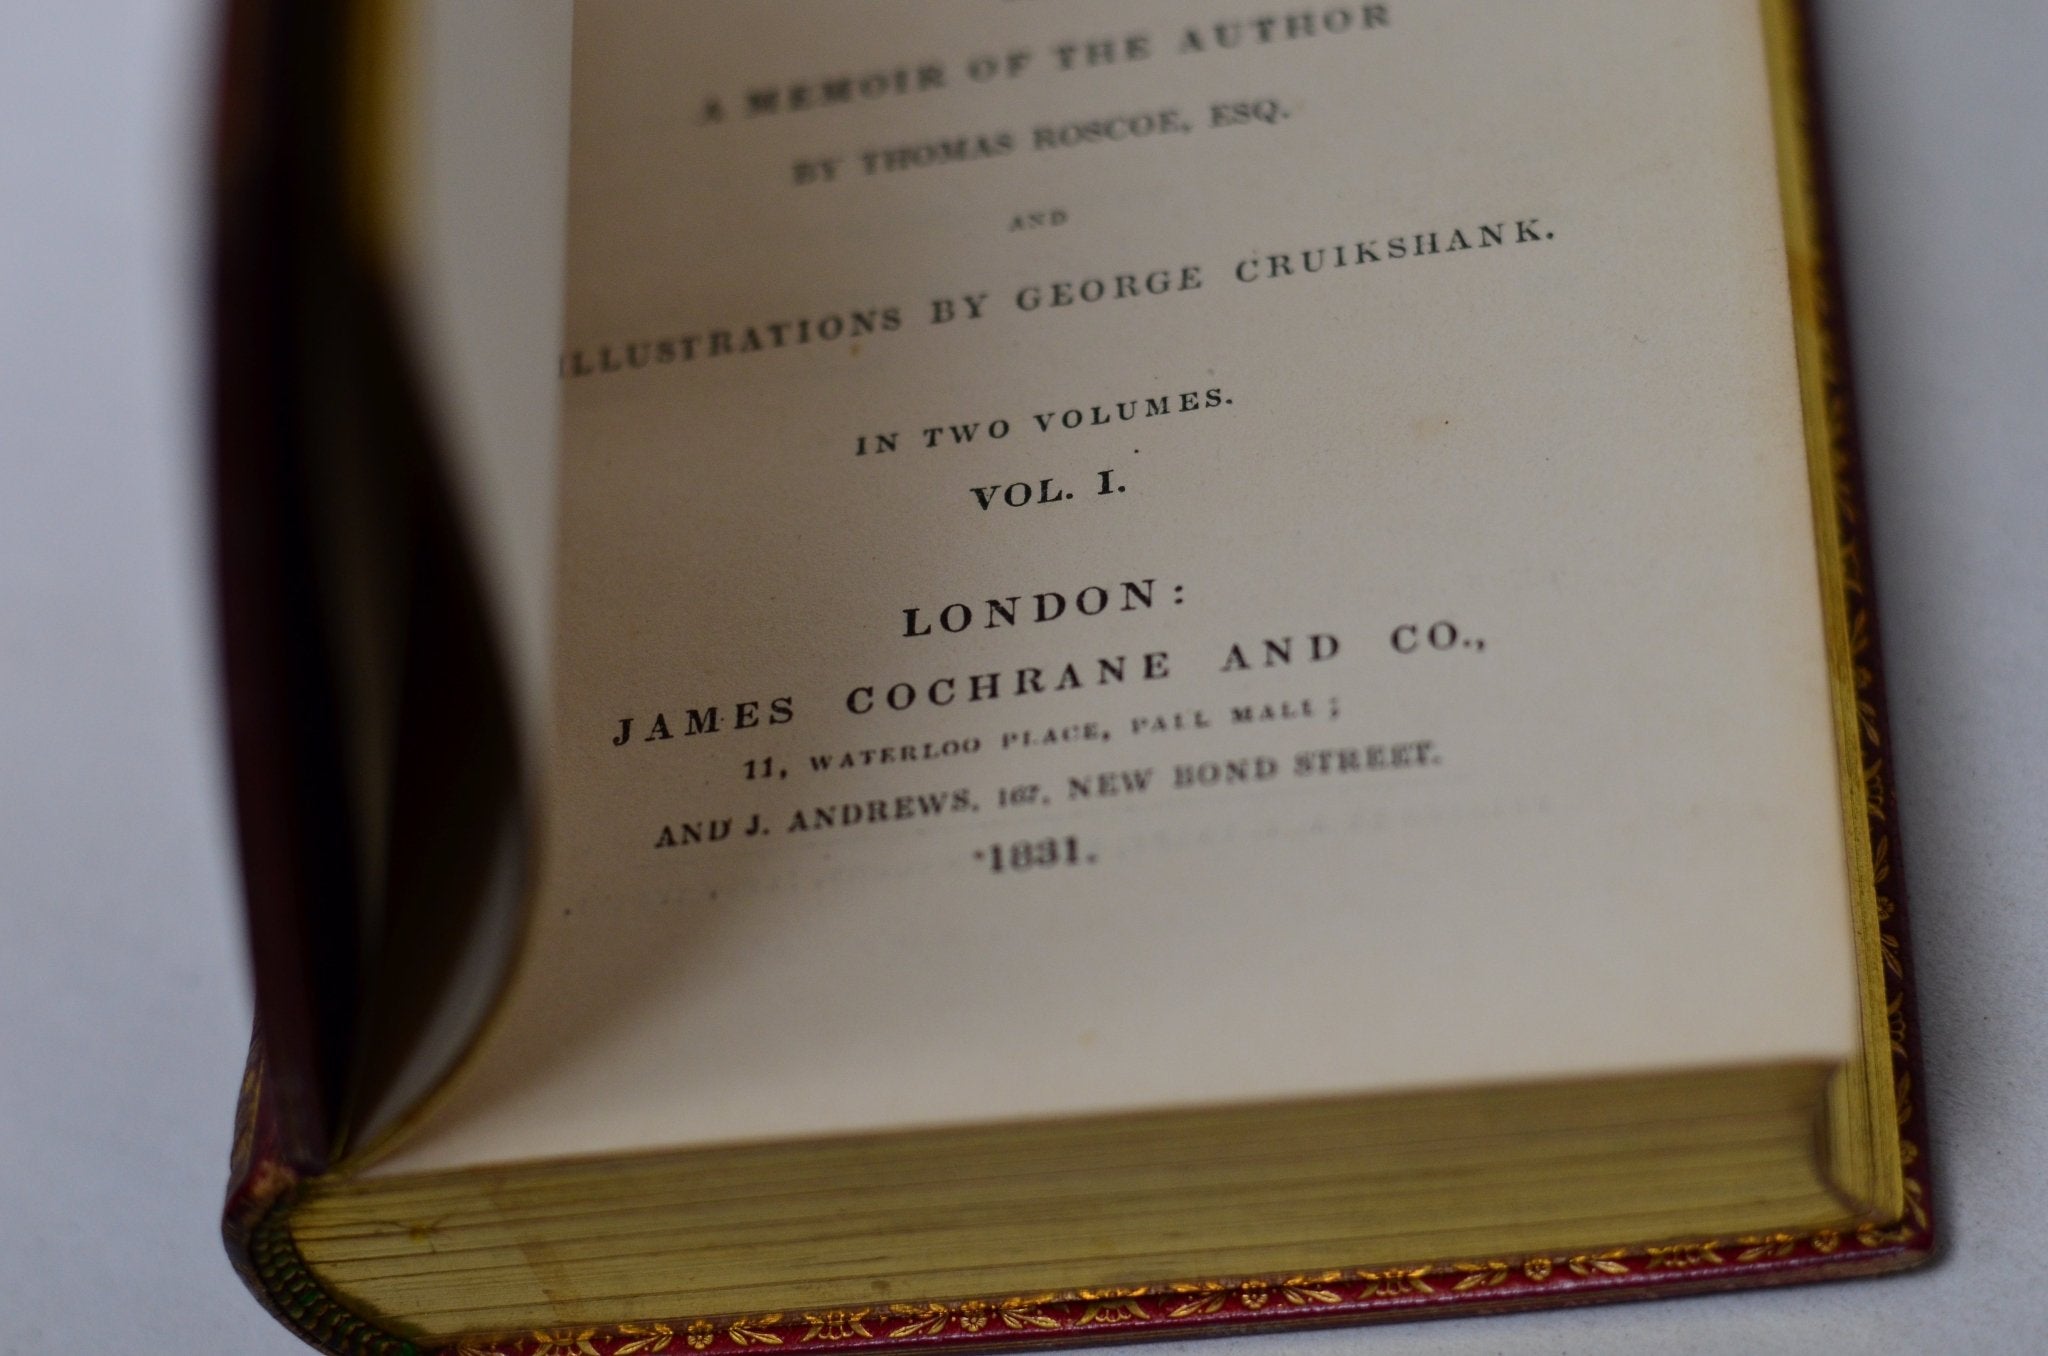 A MEMOIR OF THE AUTHOR
BY THOMAS ROSCOE, ESQ.
AND
ILLUSTRATIONS BY GEORGE CRUIKSHANK.
IN TWO VOLUMES.
VOL. I.
LONDON:
JAMES COCHRANE AND CO.,
11, WATERLOO PLACE, PALL MALL;
AND J. ANDREWS, 167, NEW BOND STREET.
1831.